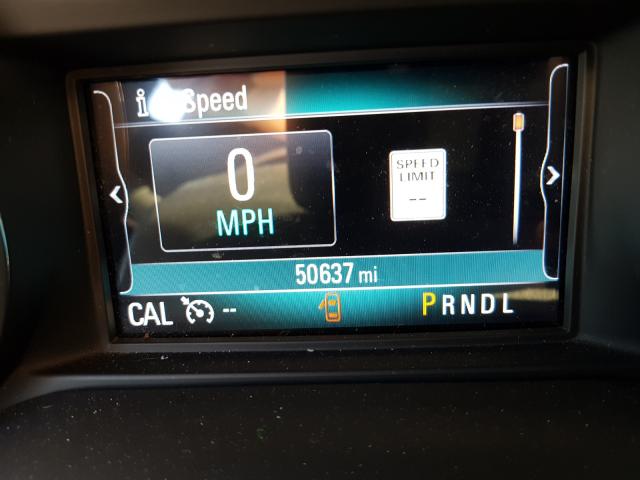 i Speed
0
MPH
SPEED
LIMIT
--
50637 mi
CAL -- PRNDL